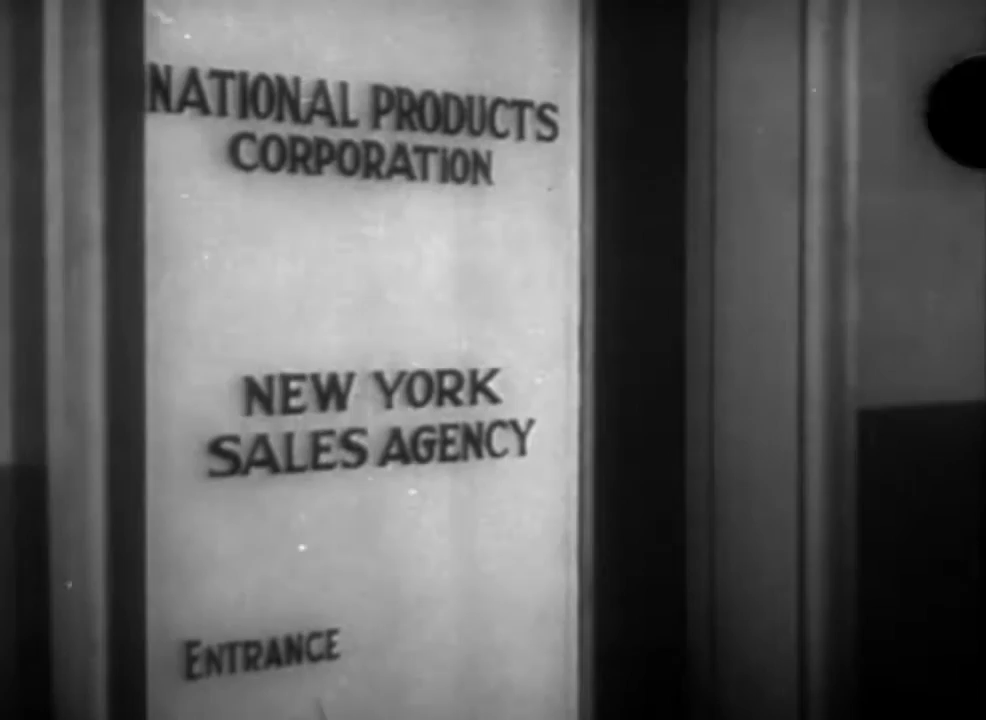 NATIONAL PRODUCTS
CORPORATION
NEW YORK
SALES AGENCY
ENTRANCE